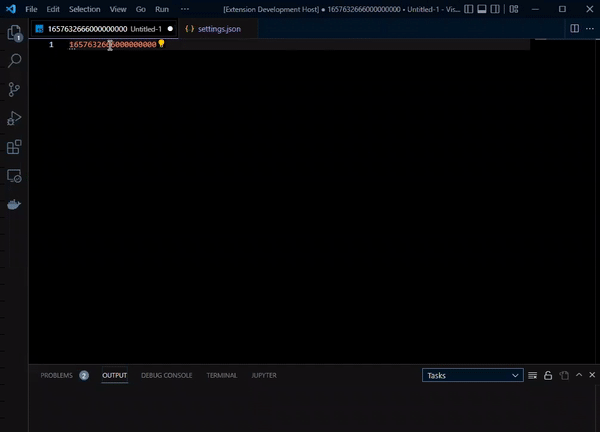 File Edit Selection View Go Run ··· [Extension Development Host] ● 1657632666000000000 • Untitled-1 - Vis...
1657632666000000000 Untitled-1 ● { } settings.json
1
1 1657632666000000000
PROBLEMS 2 OUTPUT DEBUG CONSOLE TERMINAL JUPYTER Tasks